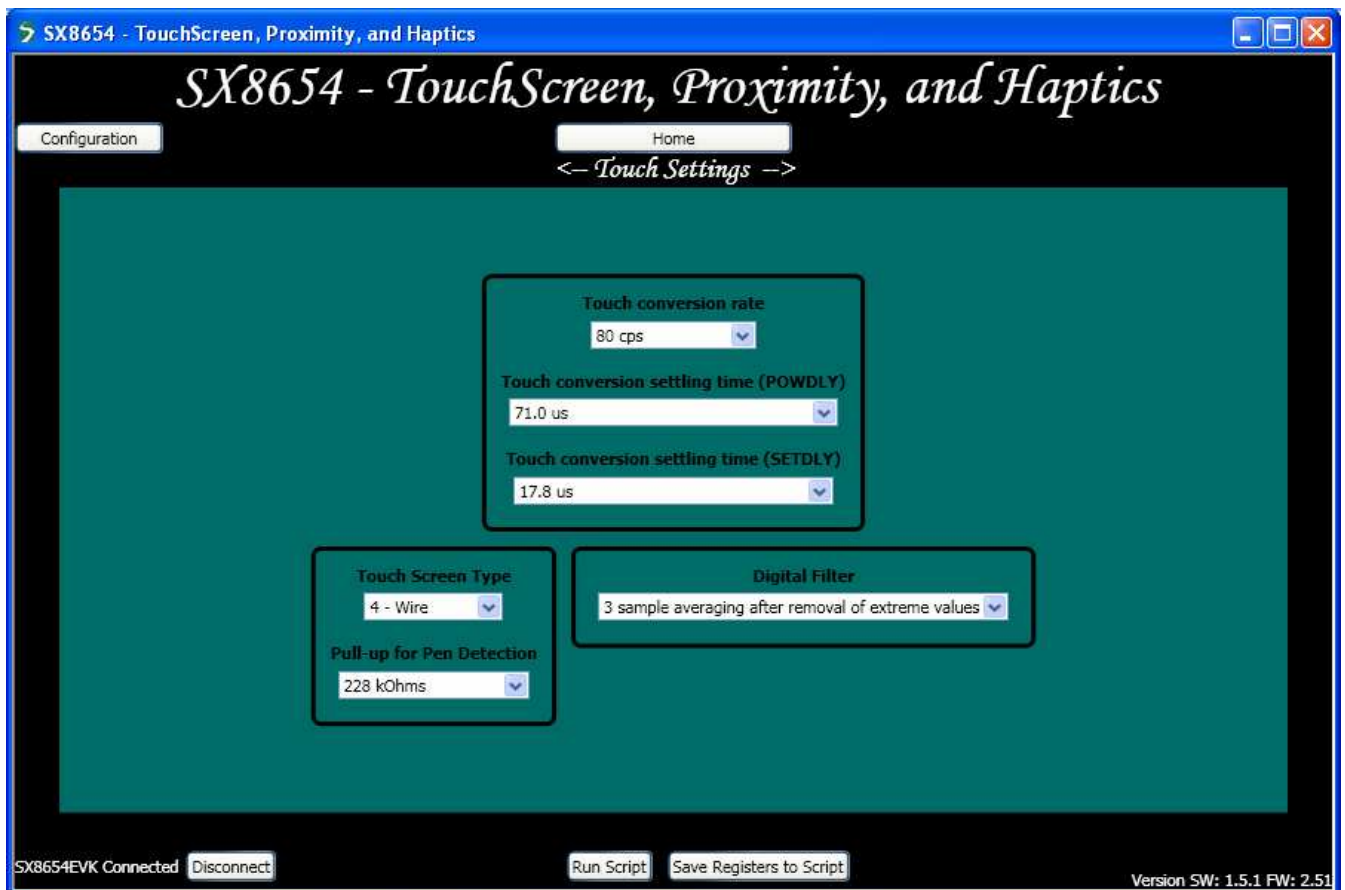 SX8654 - TouchScreen, Proximity, and Haptics
SX8654 - TouchScreen, Proximity, and Haptics
Configuration
Home
<-- Touch Settings -->
Touch conversion rate
80 cps
Touch conversion settling time (POWDLY)
71.0 us
Touch conversion settling time (SETDLY)
17.8 us
Touch Screen Type
4 - Wire
Pull-up for Pen Detection
228 kOhms
Digital Filter
3 sample averaging after removal of extreme values
SX8654EVK Connected Disconnect
Run Script Save Registers to Script
Version SW: 1.5.1 FW: 2.51